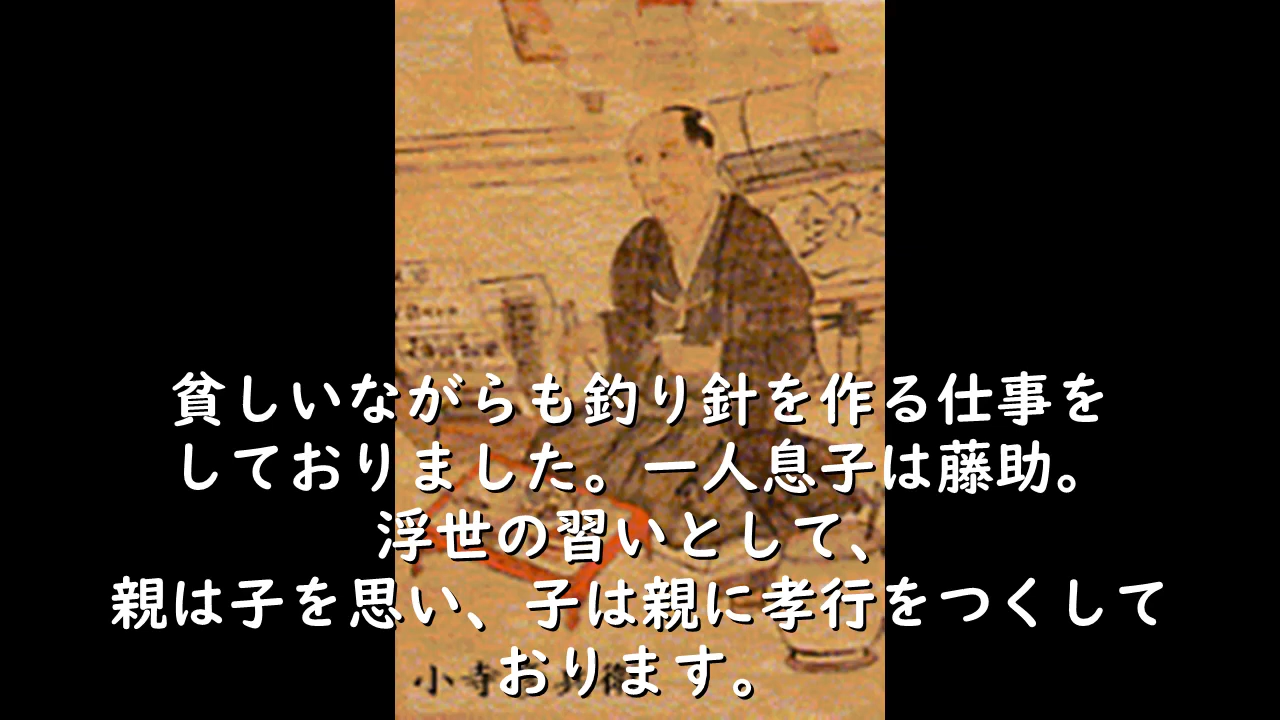 貧しいながらも釣り針を作る仕事を
しておりました。一人息子は藤助。
浮世の習いとして、
親は子を思い、子は親に孝行をつくして
おります。
小寺